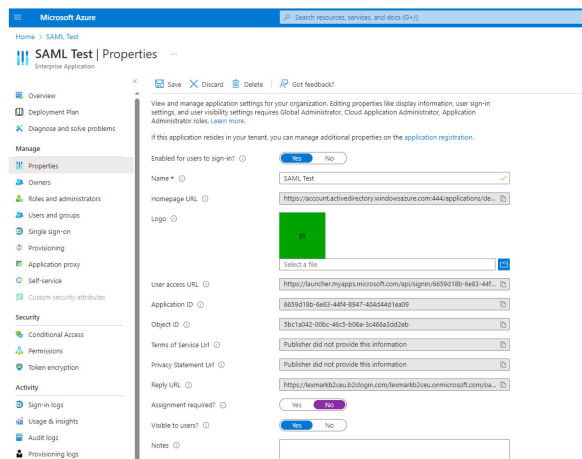 Microsoft Azure
Search resources, services, and docs (G+/)
Home > SAML Test
SAML Test | Properties ...
Enterprise Application
Overview
Deployment Plan
Diagnose and solve problems
Manage
Properties
Owners
Roles and administrators
Users and groups
Single sign-on
Provisioning
Application proxy
Self-service
Custom security attributes
Security
Conditional Access
Permissions
Token encryption
Activity
Sign-in logs
Usage & insights
Audit logs
Provisioning logs
Save Discard Delete Got feedback?
View and manage application settings for your organization. Editing properties like display information, user sign-in
settings, and user visibility settings requires Global Administrator, Cloud Application Administrator, Application
Administrator roles. Learn more.
If this application resides in your tenant, you can manage additional properties on the application registration.
Enabled for users to sign-in? Yes No
Name * SAML Test
Homepage URL https://account.activedirectory.windowsazure.com:444/applications/de...
Logo
ST
Select a file
User access URL https://launcher.myapps.microsoft.com/api/signin/6659d18b-6e83-44f...
Application ID 6659d18b-6e83-44f4-8947-404d44d1ea09
Object ID 5bc1a042-00bc-46c5-b06a-3c466a3dd2eb
Terms of Service Url Publisher did not provide this information
Privacy Statement Url Publisher did not provide this information
Reply URL https://lexmarkb2ceu.b2clogin.com/lexmarkb2ceu.onmicrosoft.com/oa...
Assignment required? Yes No
Visible to users? Yes No
Notes